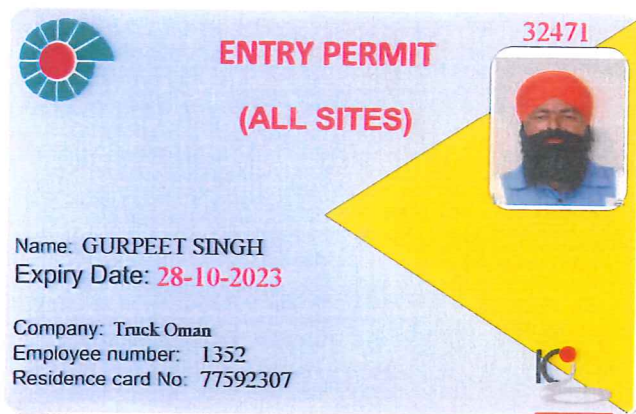 32471
ENTRY PERMIT
(ALL SITES)
Name: GURPEET SINGH
Expiry Date: 28-10-2023
Company: Truck Oman
Employee number: 1352
Residence card No: 77592307